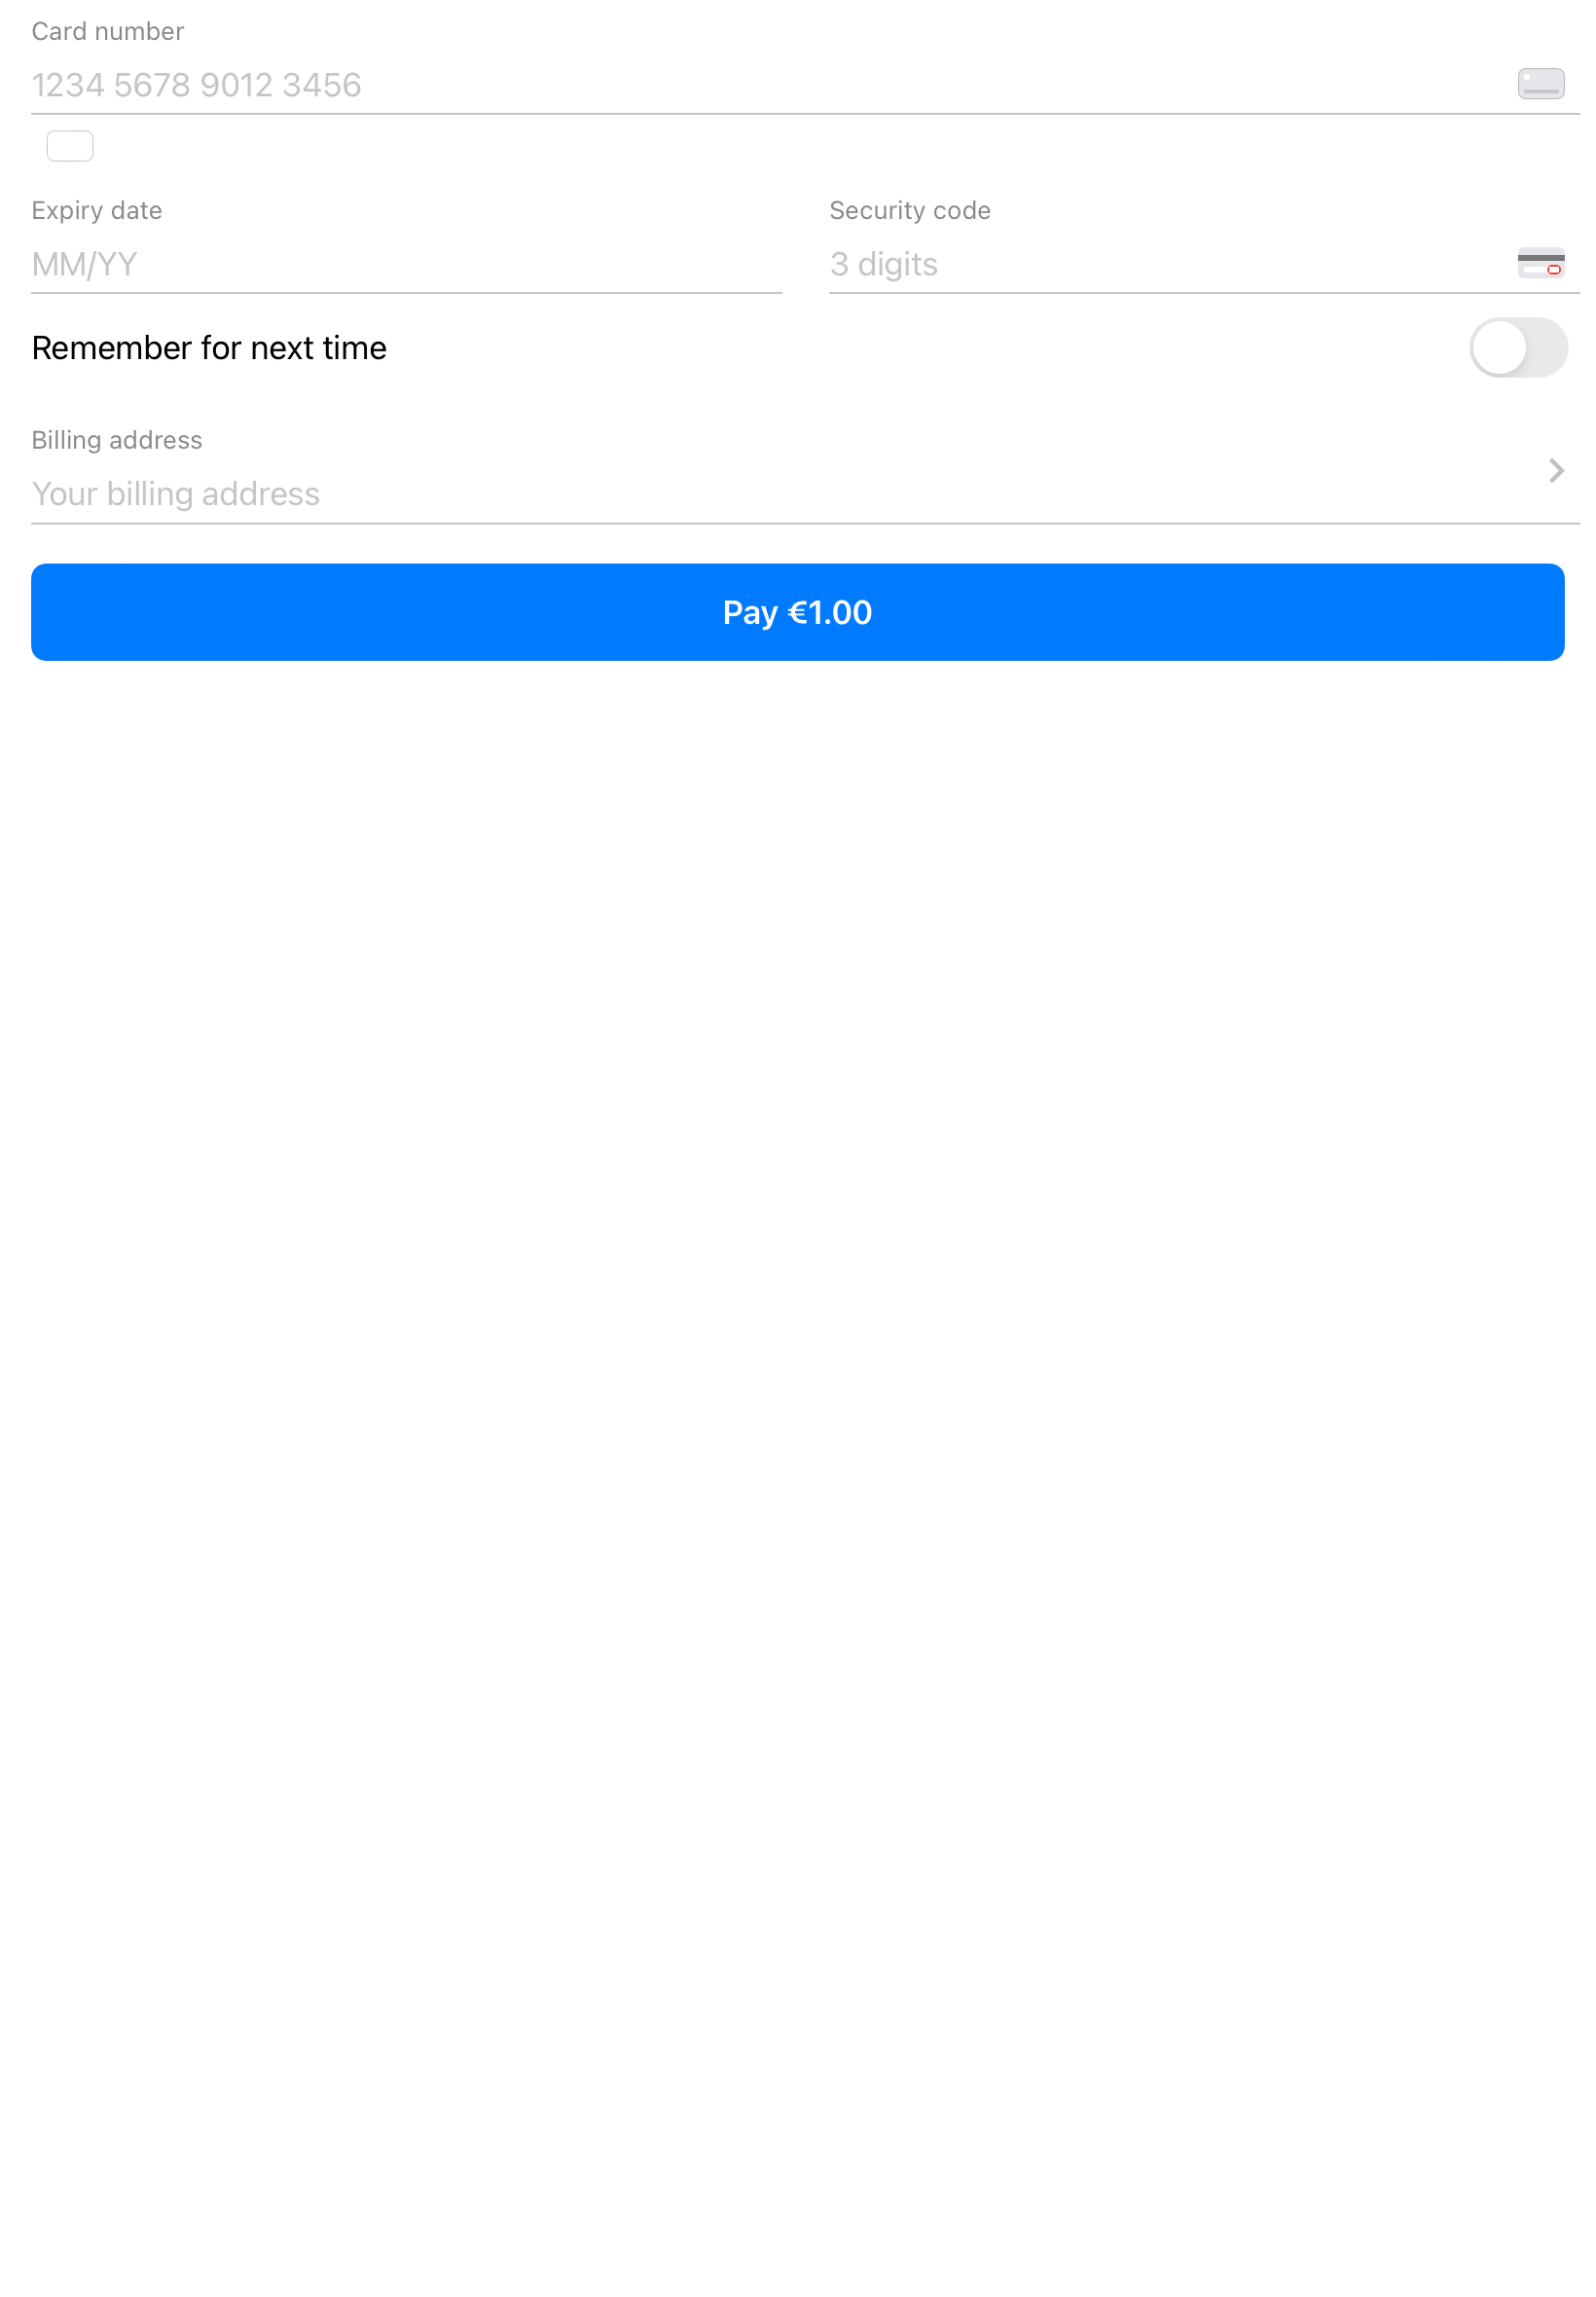 Card number
1234 5678 9012 3456
Expiry date
Security code
MM/YY
3 digits
Remember for next time
Billing address
Your billing address
Pay €1.00